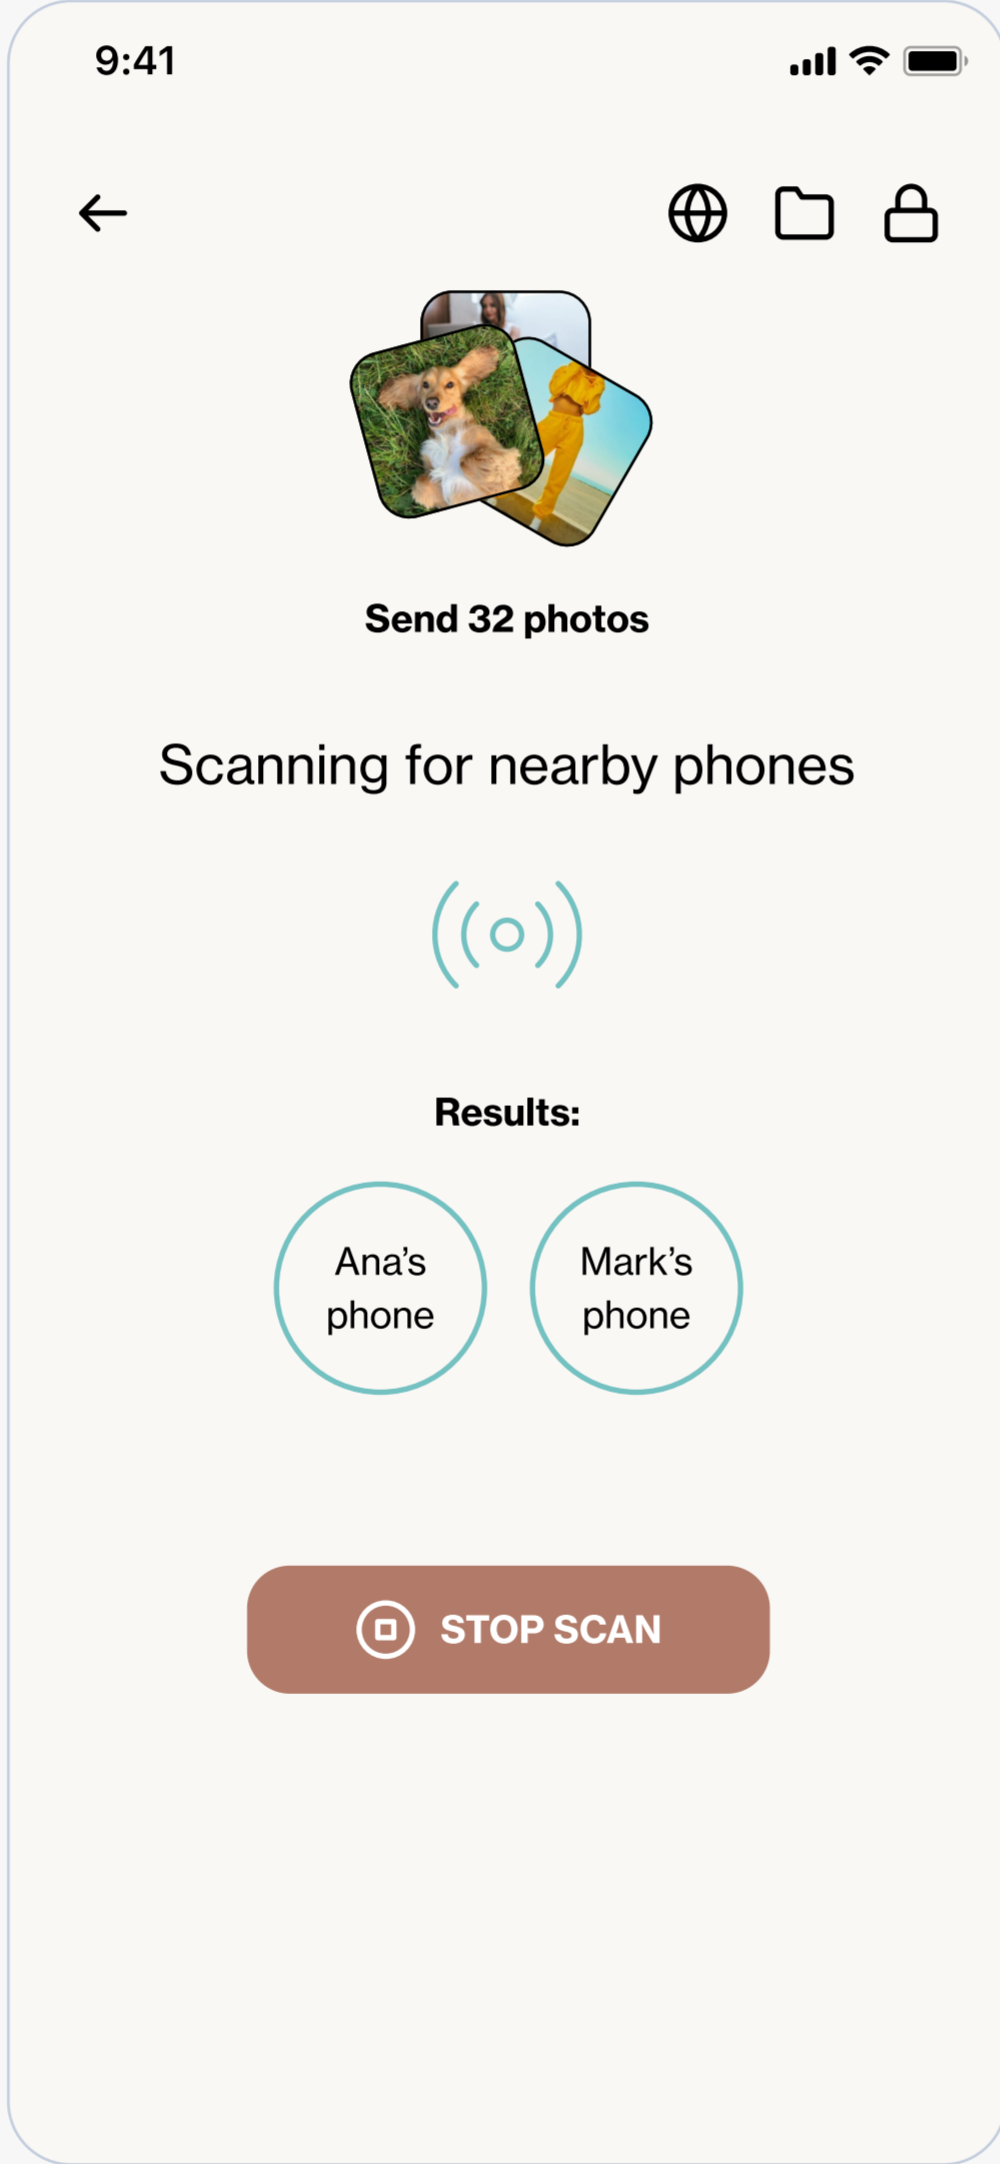 9:41
Send 32 photos
Scanning for nearby phones
Results:
Ana’s
phone
Mark’s
phone
STOP SCAN